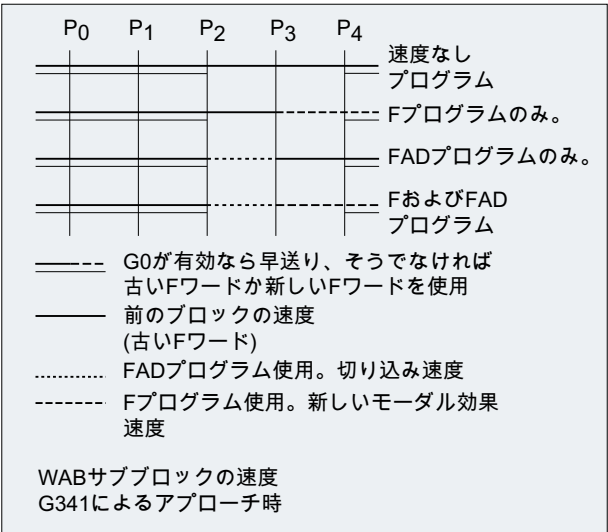 P0 P1 P2 P3 P4
速度なし
プログラム
Fプログラムのみ。
FADプログラムのみ。
FおよびFAD
プログラム
G0が有効なら早送り、そうでなければ
古いFワードか新しいFワードを使用
前のブロックの速度
(古いFワード)
FADプログラム使用。切り込み速度
Fプログラム使用。新しいモーダル効果
速度
WABサブブロックの速度
G341によるアプローチ時